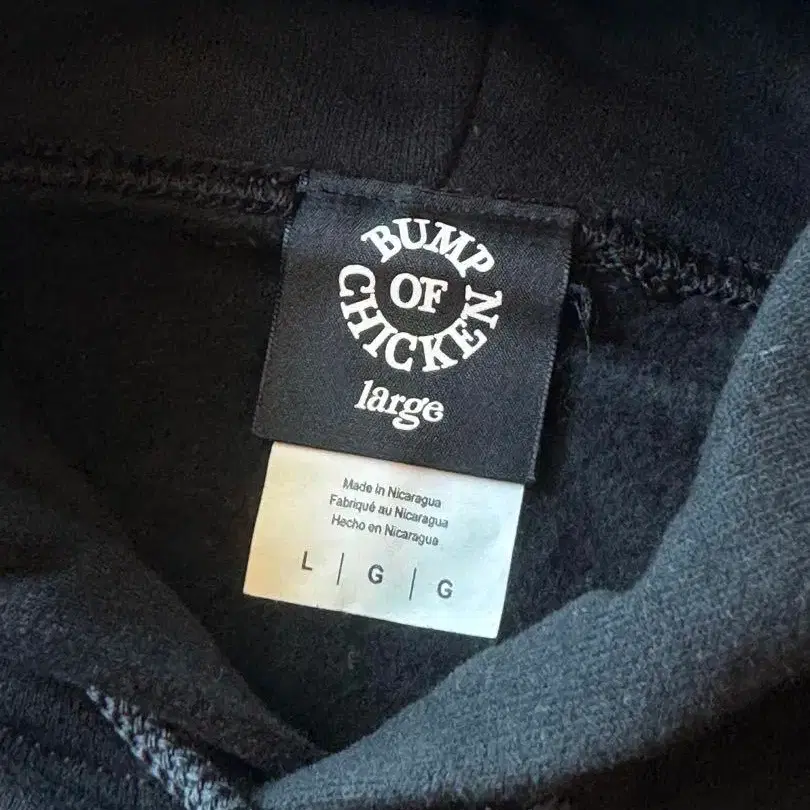 BUMP
OF
CHICKEN
large
Made in Nicaragua
Fabriqué au Nicaragua
Hecho en Nicaragua
L | G | G